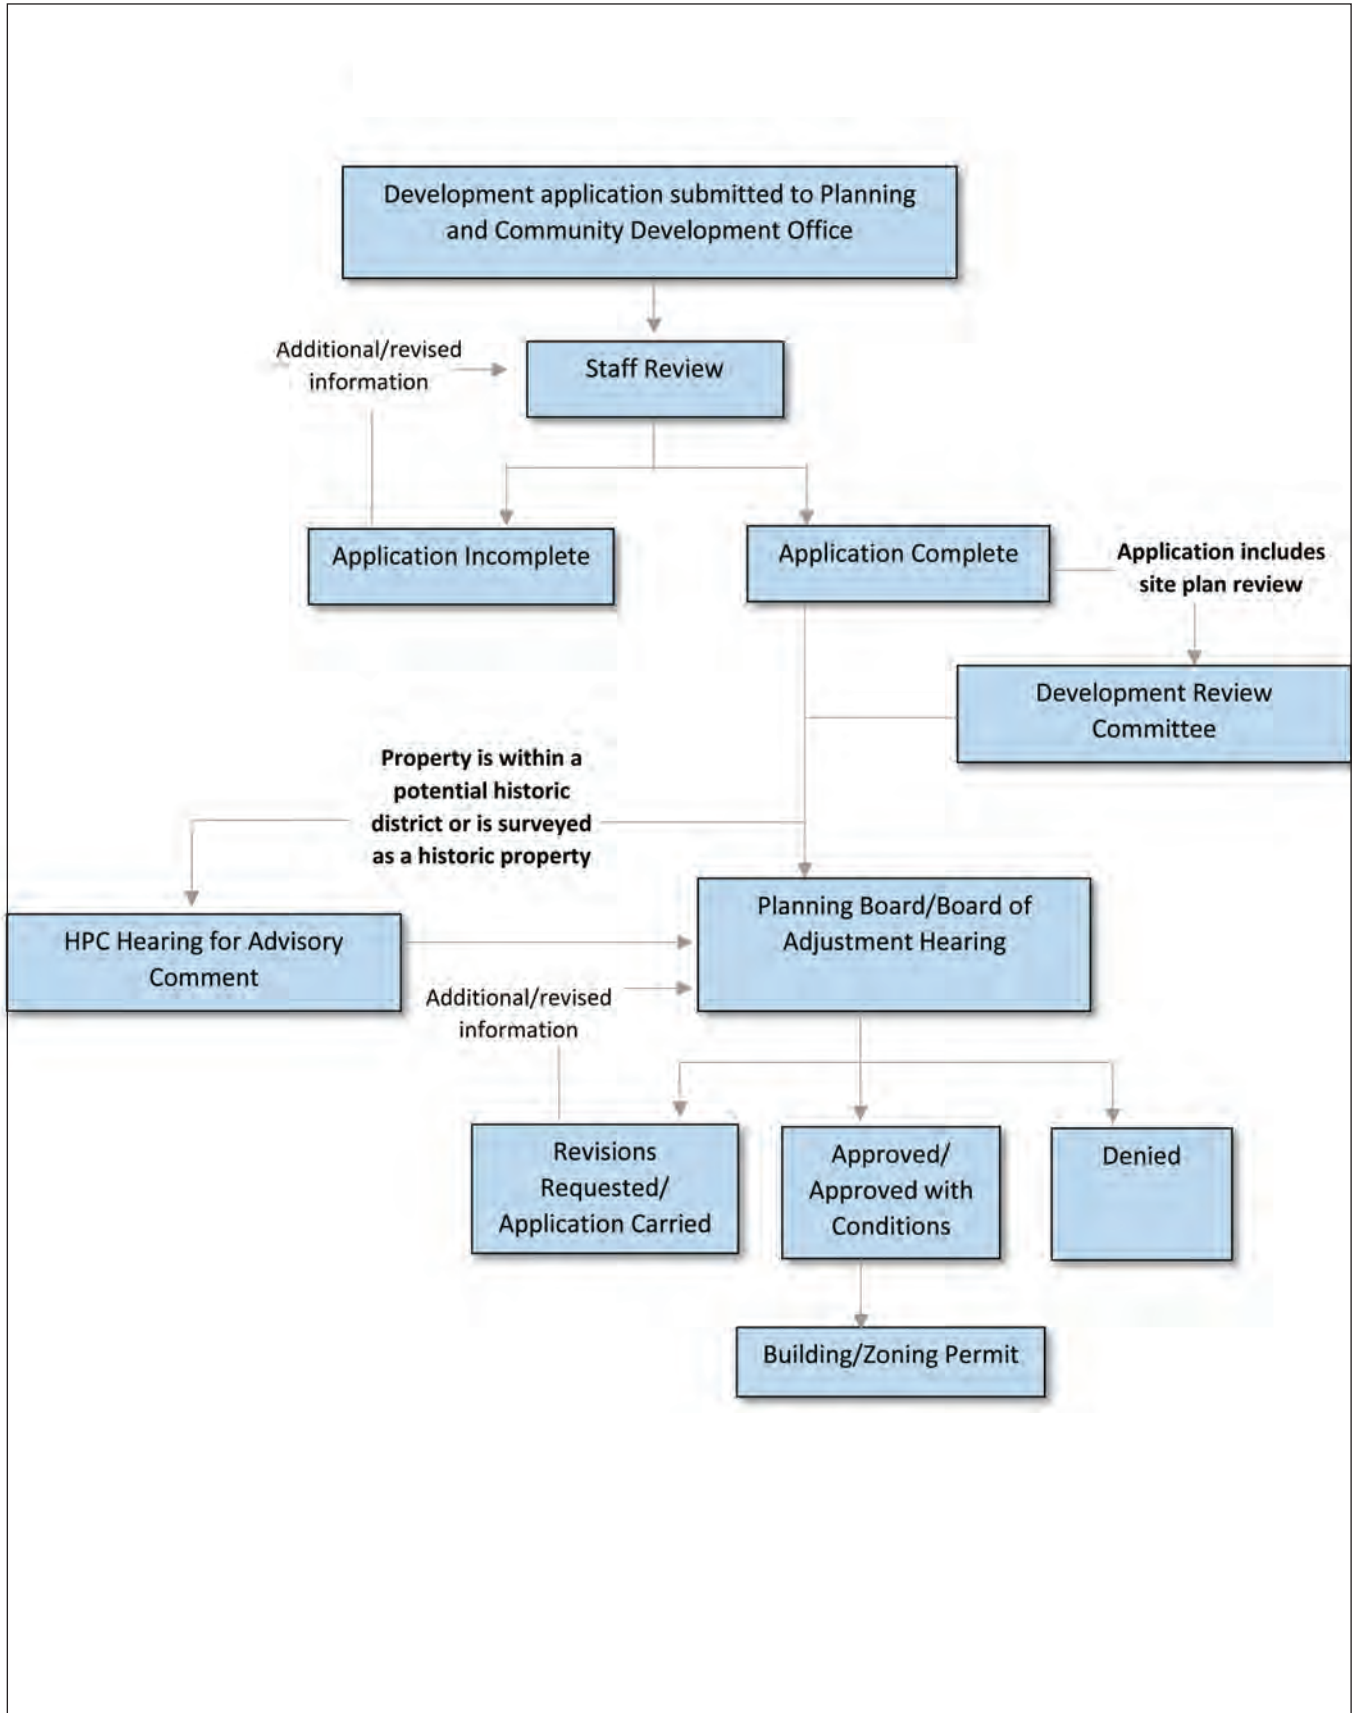 Development application submitted to Planning
and Community Development Office
Additional/revised
information
Staff Review
Application Incomplete
Application Complete
Application includes
site plan review
Development Review
Committee
Property is within a
potential historic
district or is surveyed
as a historic property
HPC Hearing for Advisory
Comment
Planning Board/Board of
Adjustment Hearing
Additional/revised
information
Revisions
Requested/
Application Carried
Approved/
Approved with
Conditions
Denied
Building/Zoning Permit